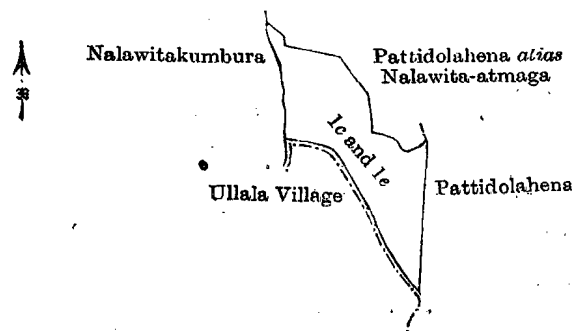 Nalawitakumbura
Pattidolahena alias
Nalawita-atmaga
1c and 1e
Pattidolahena
Ullala Village